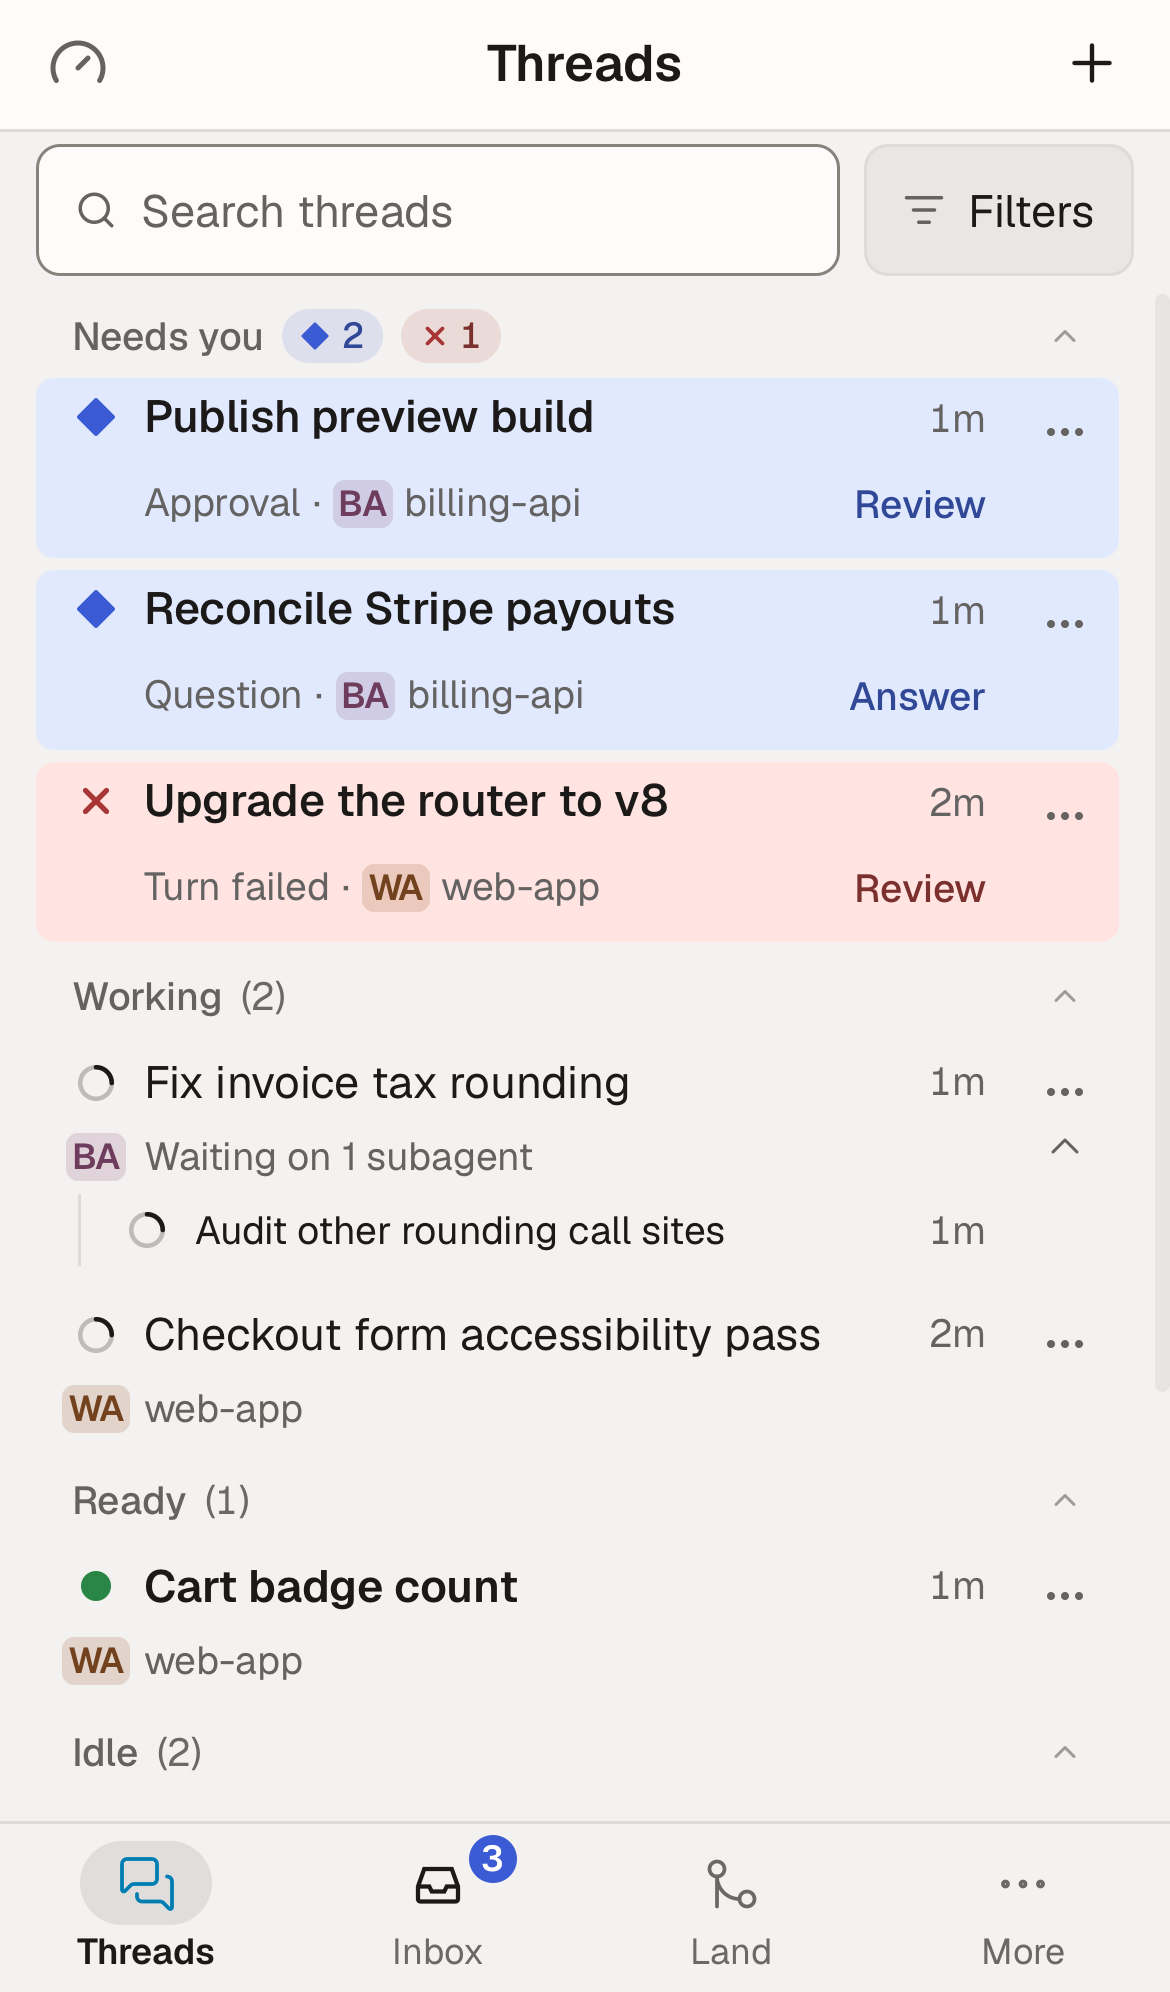 Threads
Search threads
Filters
Needs you 2 1
Publish preview build 1m
Approval · BA billing-api Review
Reconcile Stripe payouts 1m
Question · BA billing-api Answer
Upgrade the router to v8 2m
Turn failed · WA web-app Review
Working (2)
Fix invoice tax rounding 1m
BA Waiting on 1 subagent
Audit other rounding call sites 1m
Checkout form accessibility pass 2m
WA web-app
Ready (1)
Cart badge count 1m
WA web-app
Idle (2)
3
Threads Inbox Land More